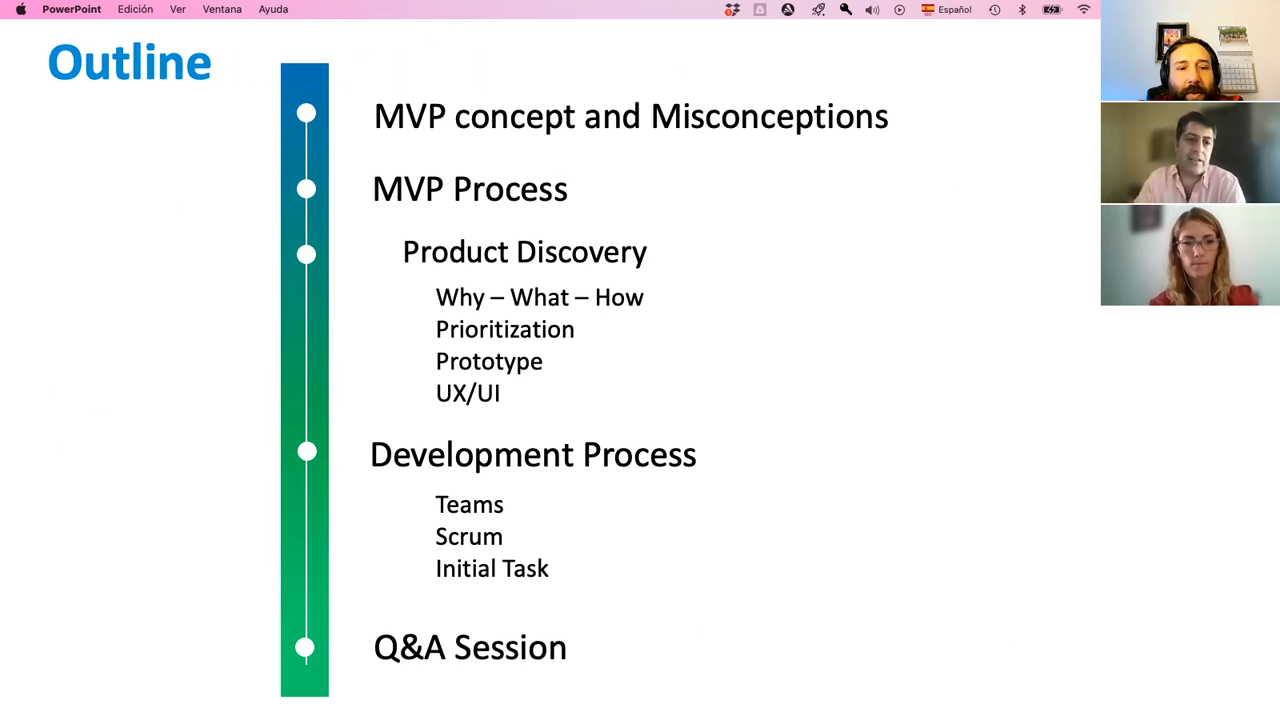 PowerPoint Edición Ver Ventana Ayuda Español
Outline
MVP concept and Misconceptions
MVP Process
Product Discovery
Why – What – How
Prioritization
Prototype
UX/UI
Development Process
Teams
Scrum
Initial Task
Q&A Session